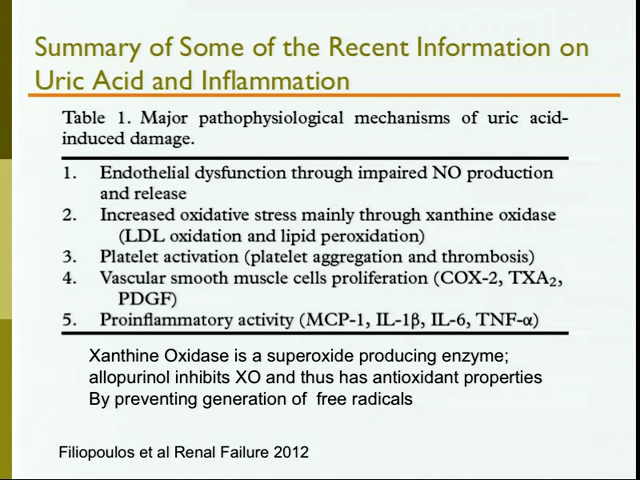 Summary of Some of the Recent Information on
Uric Acid and Inflammation
Table 1. Major pathophysiological mechanisms of uric acid-
induced damage.
1. Endothelial dysfunction through impaired NO production
and release
2. Increased oxidative stress mainly through xanthine oxidase
(LDL oxidation and lipid peroxidation)
3. Platelet activation (platelet aggregation and thrombosis)
4. Vascular smooth muscle cells proliferation (COX-2, TXA₂,
PDGF)
5. Proinflammatory activity (MCP-1, IL-1β, IL-6, TNF-α)
Xanthine Oxidase is a superoxide producing enzyme;
allopurinol inhibits XO and thus has antioxidant properties
By preventing generation of free radicals
Filiopoulos et al Renal Failure 2012